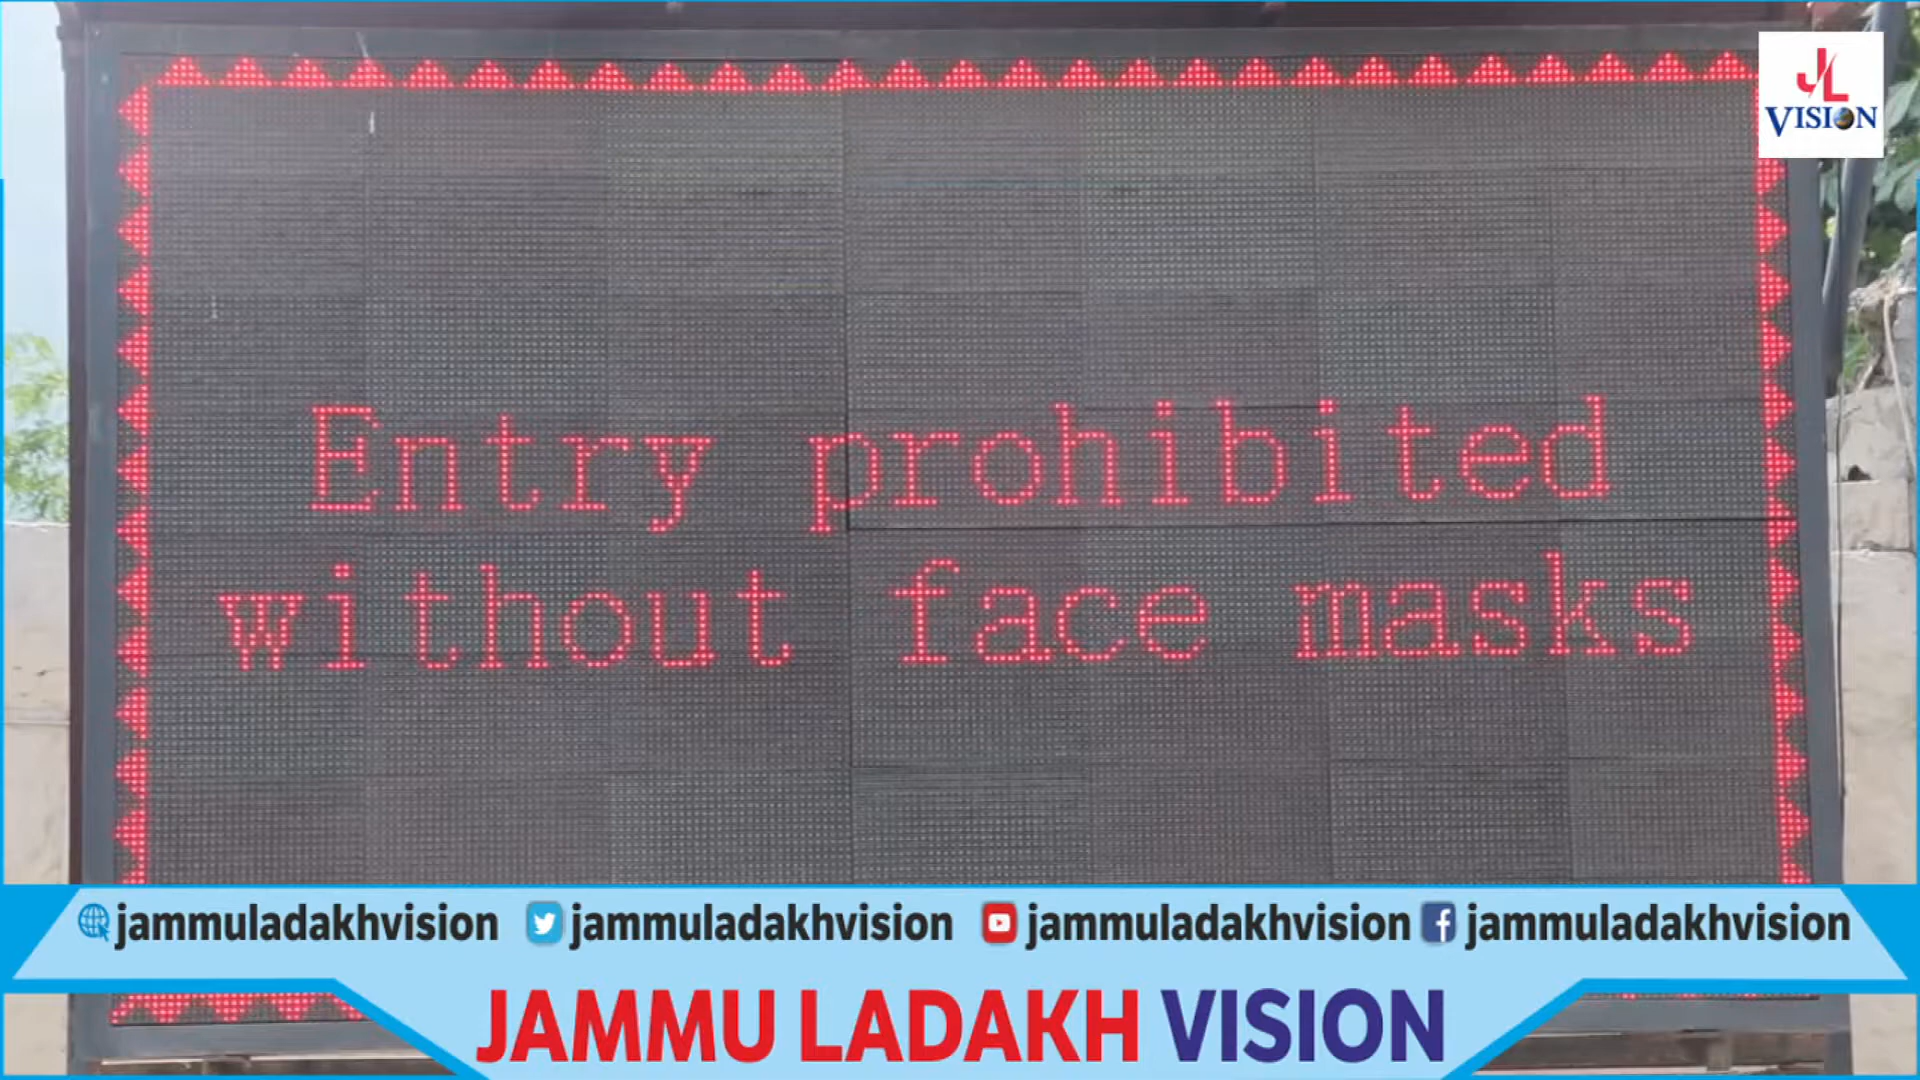 JL
VISION
Entry prohibited
without face masks
jammuladakhvision jammuladakhvision jammuladakhvision jammuladakhvision
JAMMU LADAKH VISION